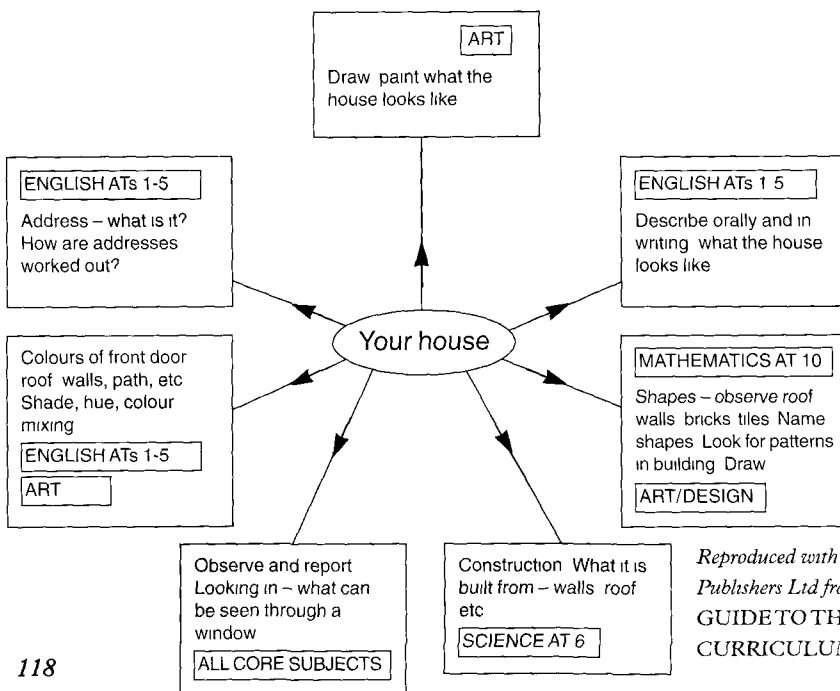 ART
Draw paint what the
house looks like
ENGLISH ATs 1-5
Address – what is it?
How are addresses
worked out?
ENGLISH ATs 1 5
Describe orally and in
writing what the house
looks like
Your house
Colours of front door
roof walls, path, etc
Shade, hue, colour
mixing
ENGLISH ATs 1-5
ART
MATHEMATICS AT 10
Shapes – observe roof
walls bricks tiles Name
shapes Look for patterns
in building Draw
ART/DESIGN
Observe and report
Looking in – what can
be seen through a
window
ALL CORE SUBJECTS
Construction What it is
built from – walls roof
etc
SCIENCE AT 6
Reproduced with
Publishers Ltd
GUIDE TO
118